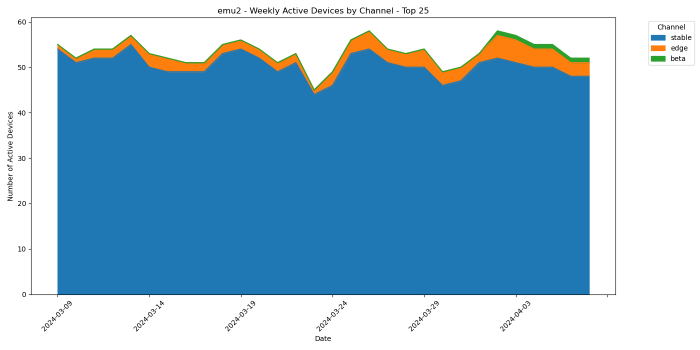 emu2 - Weekly Active Devices by Channel - Top 25
Channel
stable
edge
beta
Number of Active Devices
60
50
40
30
20
10
0
2024-03-09
2024-03-14
2024-03-19
2024-03-24
2024-03-29
2024-04-03
Date